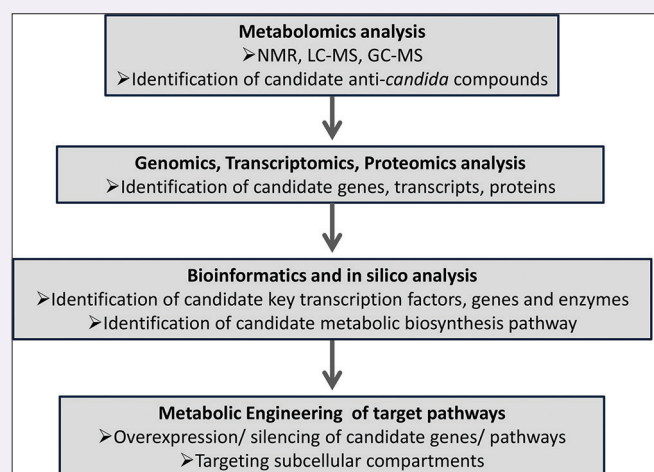 Metabolomics analysis
➢NMR, LC-MS, GC-MS
➢Identification of candidate anti-candida compounds
Genomics, Transcriptomics, Proteomics analysis
➢Identification of candidate genes, transcripts, proteins
Bioinformatics and in silico analysis
➢Identification of candidate key transcription factors, genes and enzymes
➢Identification of candidate metabolic biosynthesis pathway
Metabolic Engineering of target pathways
➢Overexpression/ silencing of candidate genes/ pathways
➢Targeting subcellular compartments